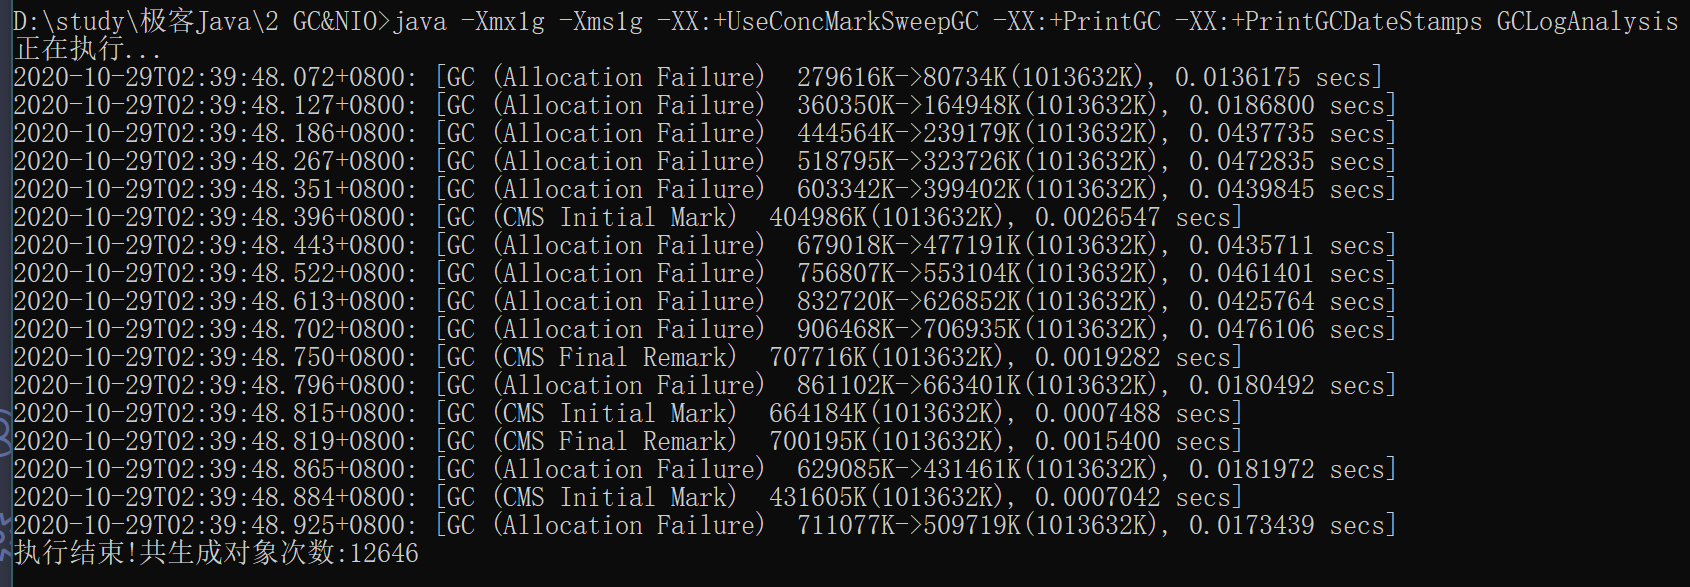 D:\study\极客Java\2 GC&NIO>java -Xmx1g -Xms1g -XX:+UseConcMarkSweepGC -XX:+PrintGC -XX:+PrintGCDateStamps GCLogAnalysis
正在执行...
2020-10-29T02:39:48.072+0800: [GC (Allocation Failure)  279616K->80734K(1013632K), 0.0136175 secs]
2020-10-29T02:39:48.127+0800: [GC (Allocation Failure)  360350K->164948K(1013632K), 0.0186800 secs]
2020-10-29T02:39:48.186+0800: [GC (Allocation Failure)  444564K->239179K(1013632K), 0.0437735 secs]
2020-10-29T02:39:48.267+0800: [GC (Allocation Failure)  518795K->323726K(1013632K), 0.0472835 secs]
2020-10-29T02:39:48.351+0800: [GC (Allocation Failure)  603342K->399402K(1013632K), 0.0439845 secs]
2020-10-29T02:39:48.396+0800: [GC (CMS Initial Mark)  404986K(1013632K), 0.0026547 secs]
2020-10-29T02:39:48.443+0800: [GC (Allocation Failure)  679018K->477191K(1013632K), 0.0435711 secs]
2020-10-29T02:39:48.522+0800: [GC (Allocation Failure)  756807K->553104K(1013632K), 0.0461401 secs]
2020-10-29T02:39:48.613+0800: [GC (Allocation Failure)  832720K->626852K(1013632K), 0.0425764 secs]
2020-10-29T02:39:48.702+0800: [GC (Allocation Failure)  906468K->706935K(1013632K), 0.0476106 secs]
2020-10-29T02:39:48.750+0800: [GC (CMS Final Remark)  707716K(1013632K), 0.0019282 secs]
2020-10-29T02:39:48.796+0800: [GC (Allocation Failure)  861102K->663401K(1013632K), 0.0180492 secs]
2020-10-29T02:39:48.815+0800: [GC (CMS Initial Mark)  664184K(1013632K), 0.0007488 secs]
2020-10-29T02:39:48.819+0800: [GC (CMS Final Remark)  700195K(1013632K), 0.0015400 secs]
2020-10-29T02:39:48.865+0800: [GC (Allocation Failure)  629085K->431461K(1013632K), 0.0181972 secs]
2020-10-29T02:39:48.884+0800: [GC (CMS Initial Mark)  431605K(1013632K), 0.0007042 secs]
2020-10-29T02:39:48.925+0800: [GC (Allocation Failure)  711077K->509719K(1013632K), 0.0173439 secs]
执行结束!共生成对象次数:12646